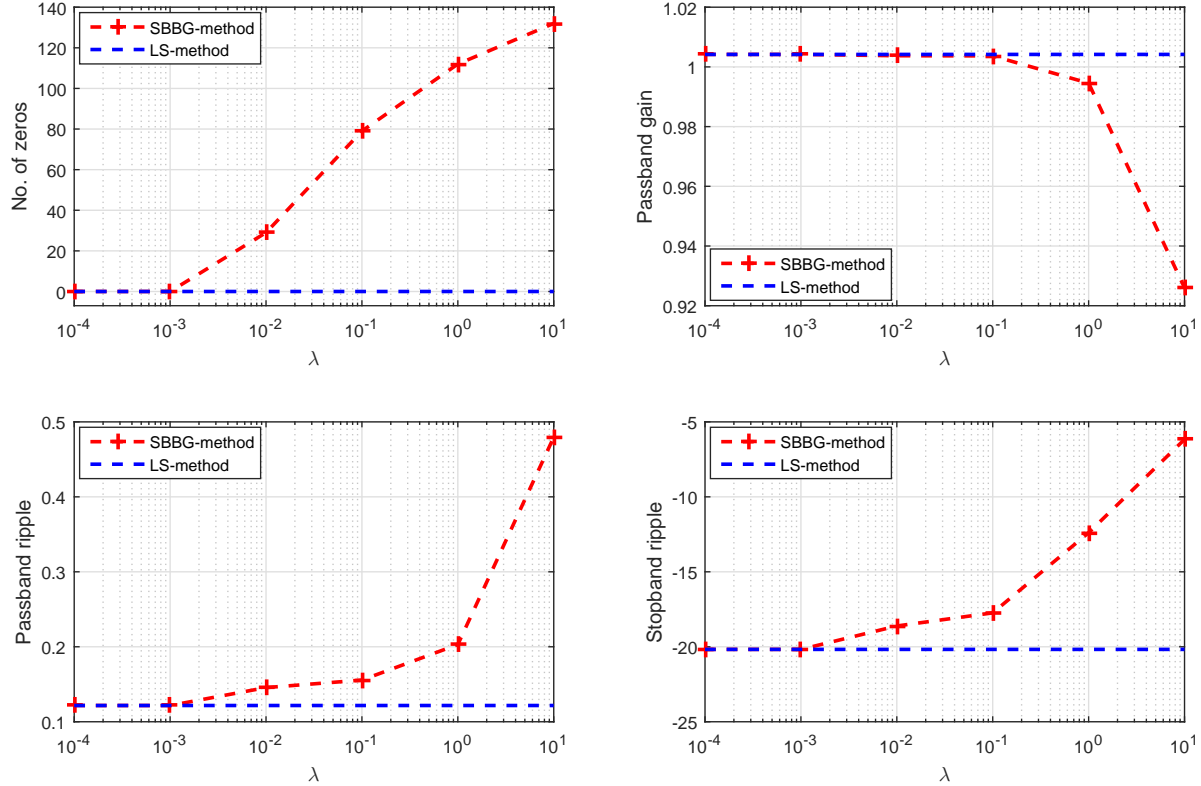 140
120
100
80
60
40
20
0
No. of zeros
SBBG-method
LS-method
10^-4 10^-3 10^-2 10^-1 10^0 10^1
λ
1.02
1
0.98
0.96
0.94
0.92
Passband gain
SBBG-method
LS-method
10^-4 10^-3 10^-2 10^-1 10^0 10^1
λ
0.5
0.4
0.3
0.2
0.1
Passband ripple
SBBG-method
LS-method
10^-4 10^-3 10^-2 10^-1 10^0 10^1
λ
-5
-10
-15
-20
-25
Stopband ripple
SBBG-method
LS-method
10^-4 10^-3 10^-2 10^-1 10^0 10^1
λ